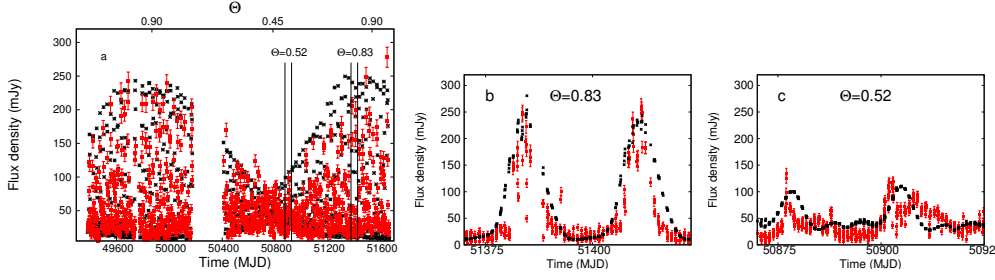 Θ
0.90 0.45 0.90
300
250
200
150
100
50
Flux density (mJy)
a
Θ=0.52 Θ=0.83
49600 50000 50400 50800 51200 51600
Time (MJD)
300
250
200
150
100
50
0
Flux density (mJy)
b Θ=0.83
51375 51400
Time (MJD)
300
250
200
150
100
50
0
Flux density (mJy)
c Θ=0.52
50875 50900 5092
Time (MJD)